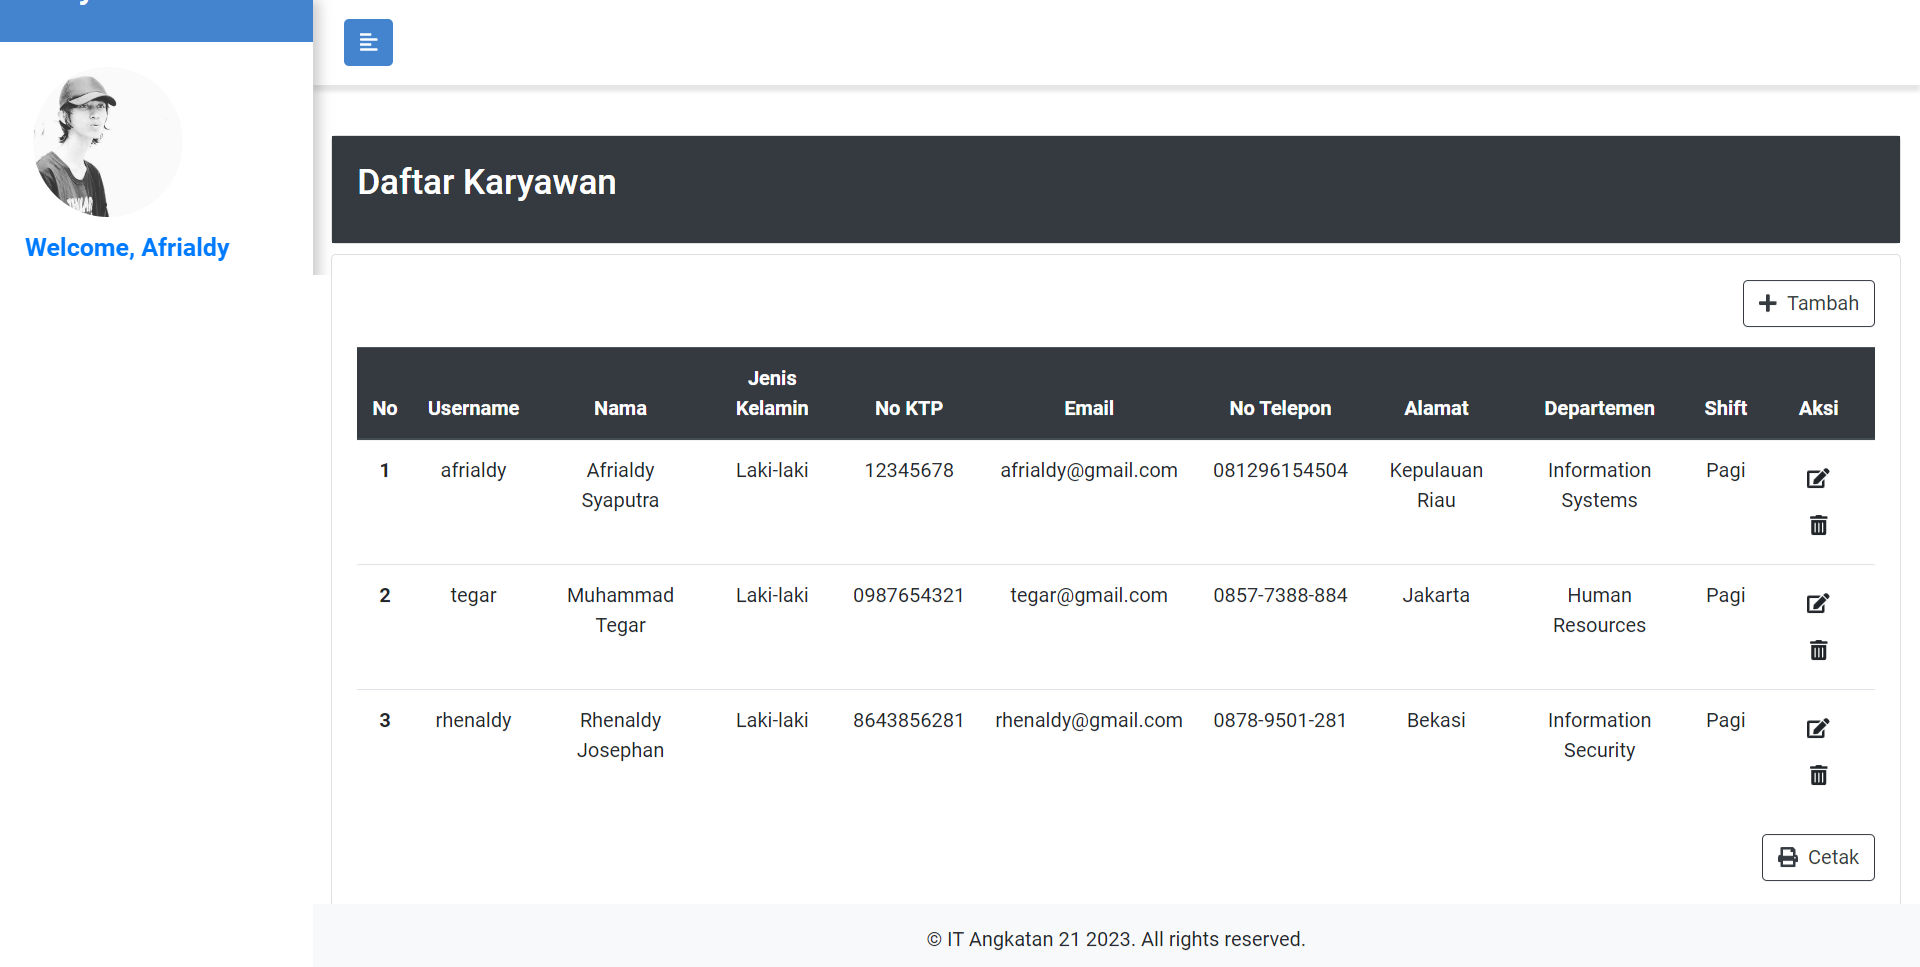 Welcome, Afrialdy
Daftar Karyawan
Tambah
No Username Nama Jenis Kelamin No KTP Email No Telepon Alamat Departemen Shift Aksi
1 afrialdy Afrialdy Syaputra Laki-laki 12345678 afrialdy@gmail.com 081296154504 Kepulauan Riau Information Systems Pagi
2 tegar Muhammad Tegar Laki-laki 0987654321 tegar@gmail.com 0857-7388-884 Jakarta Human Resources Pagi
3 rhenaldy Rhenaldy Josephan Laki-laki 8643856281 rhenaldy@gmail.com 0878-9501-281 Bekasi Information Security Pagi
Cetak
© IT Angkatan 21 2023. All rights reserved.